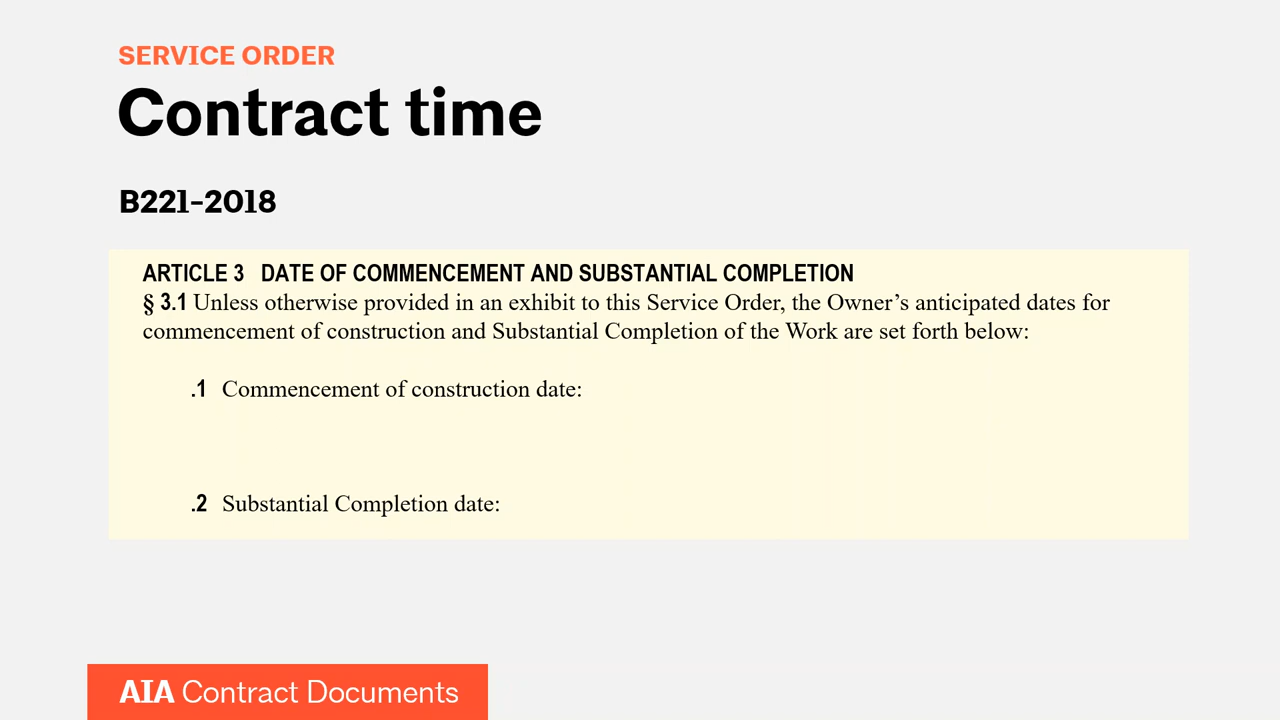 SERVICE ORDER
Contract time
B221-2018
ARTICLE 3 DATE OF COMMENCEMENT AND SUBSTANTIAL COMPLETION
§ 3.1 Unless otherwise provided in an exhibit to this Service Order, the Owner’s anticipated dates for
commencement of construction and Substantial Completion of the Work are set forth below:
.1 Commencement of construction date:
.2 Substantial Completion date:
AIA Contract Documents